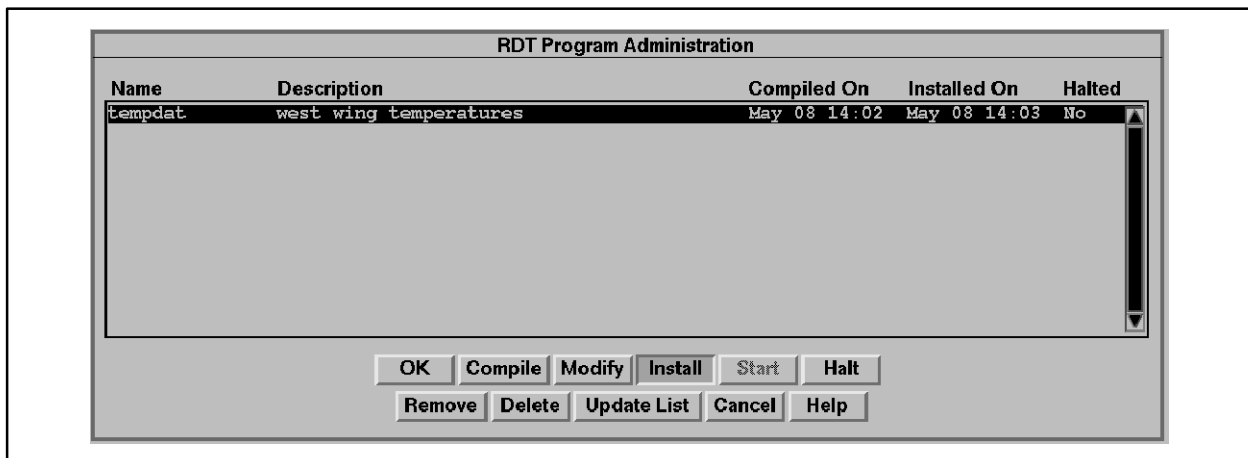 RDT Program Administration
Name Description Compiled On Installed On Halted
tempdat west wing temperatures May 08 14:02 May 08 14:03 No
OK Compile Modify Install Start Halt
Remove Delete Update List Cancel Help